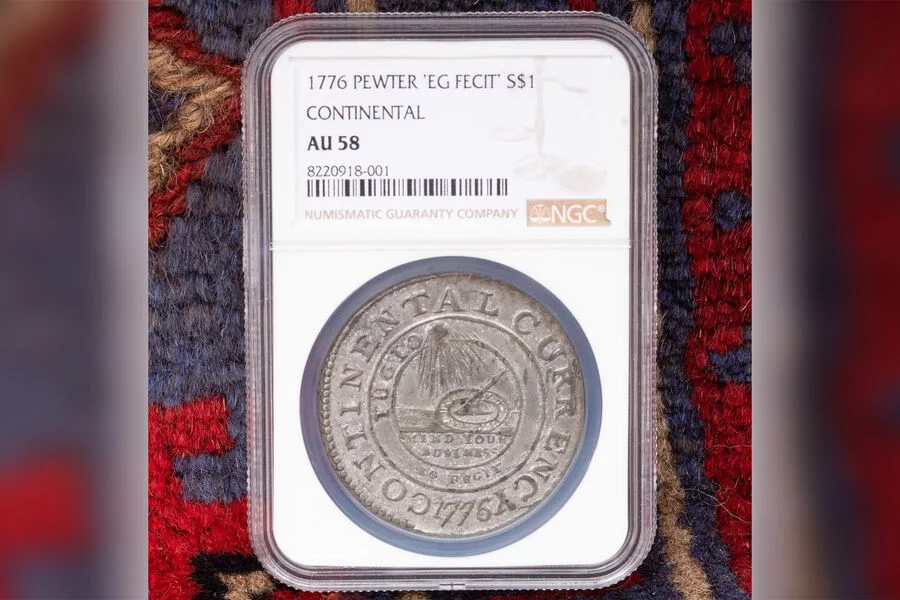 1776 PEWTER 'EG FECIT' S$1
CONTINENTAL
AU 58
8220918-001
NUMISMATIC GUARANTY COMPANY
NGC
CONTINENTAL CURRENCY
1776
FUGIO
MIND YOUR
BUSINESS
EG FECIT